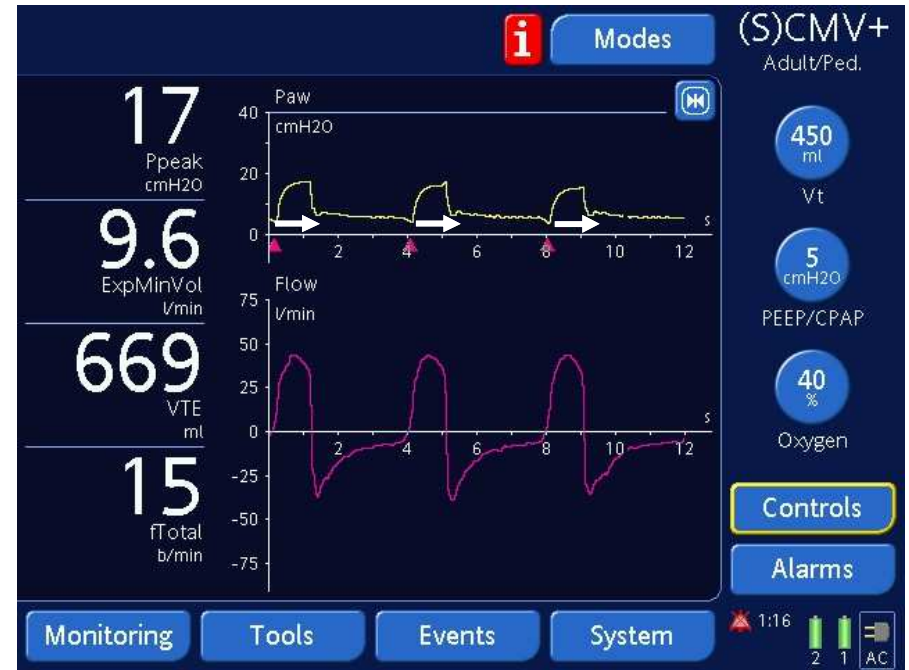 i
Modes
(S)CMV+
Adult/Ped.
17
Ppeak
cmH2O
9.6
ExpMinVol
l/min
669
VTE
ml
15
fTotal
b/min
Paw
40
cmH2O
20
0
s
2 4 6 8 10 12
Flow
75
l/min
50
25
0
s
2 4 6 8 10 12
-25
-50
-75
450
ml
Vt
5
cmH2O
PEEP/CPAP
40
%
Oxygen
Controls
Alarms
Monitoring
Tools
Events
System
1:16
2 1 AC